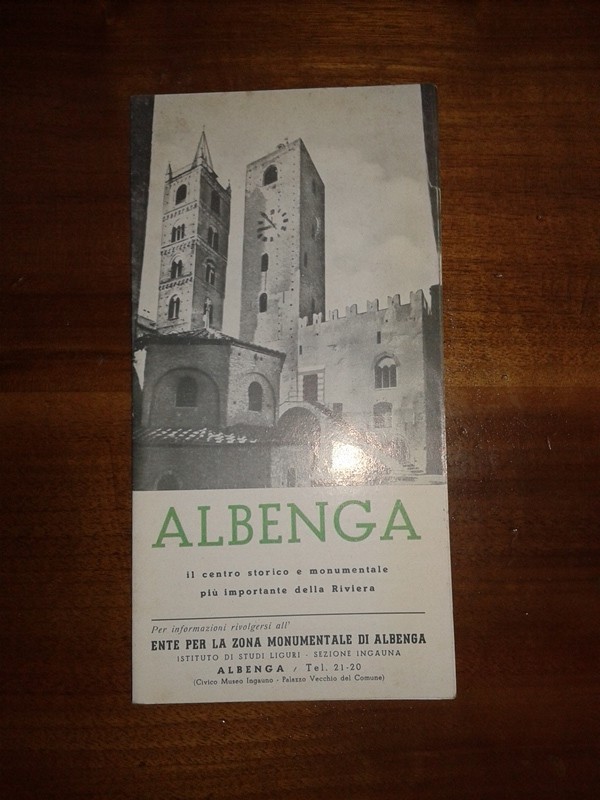 ALBENGA
il centro storico e monumentale
più importante della Riviera
Per informazioni rivolgersi all'
ENTE PER LA ZONA MONUMENTALE DI ALBENGA
ISTITUTO DI STUDI LIGURI - SEZIONE INGAUNA
ALBENGA / Tel. 21-20
(Civico Museo Ingauno - Palazzo Vecchio del Comune)